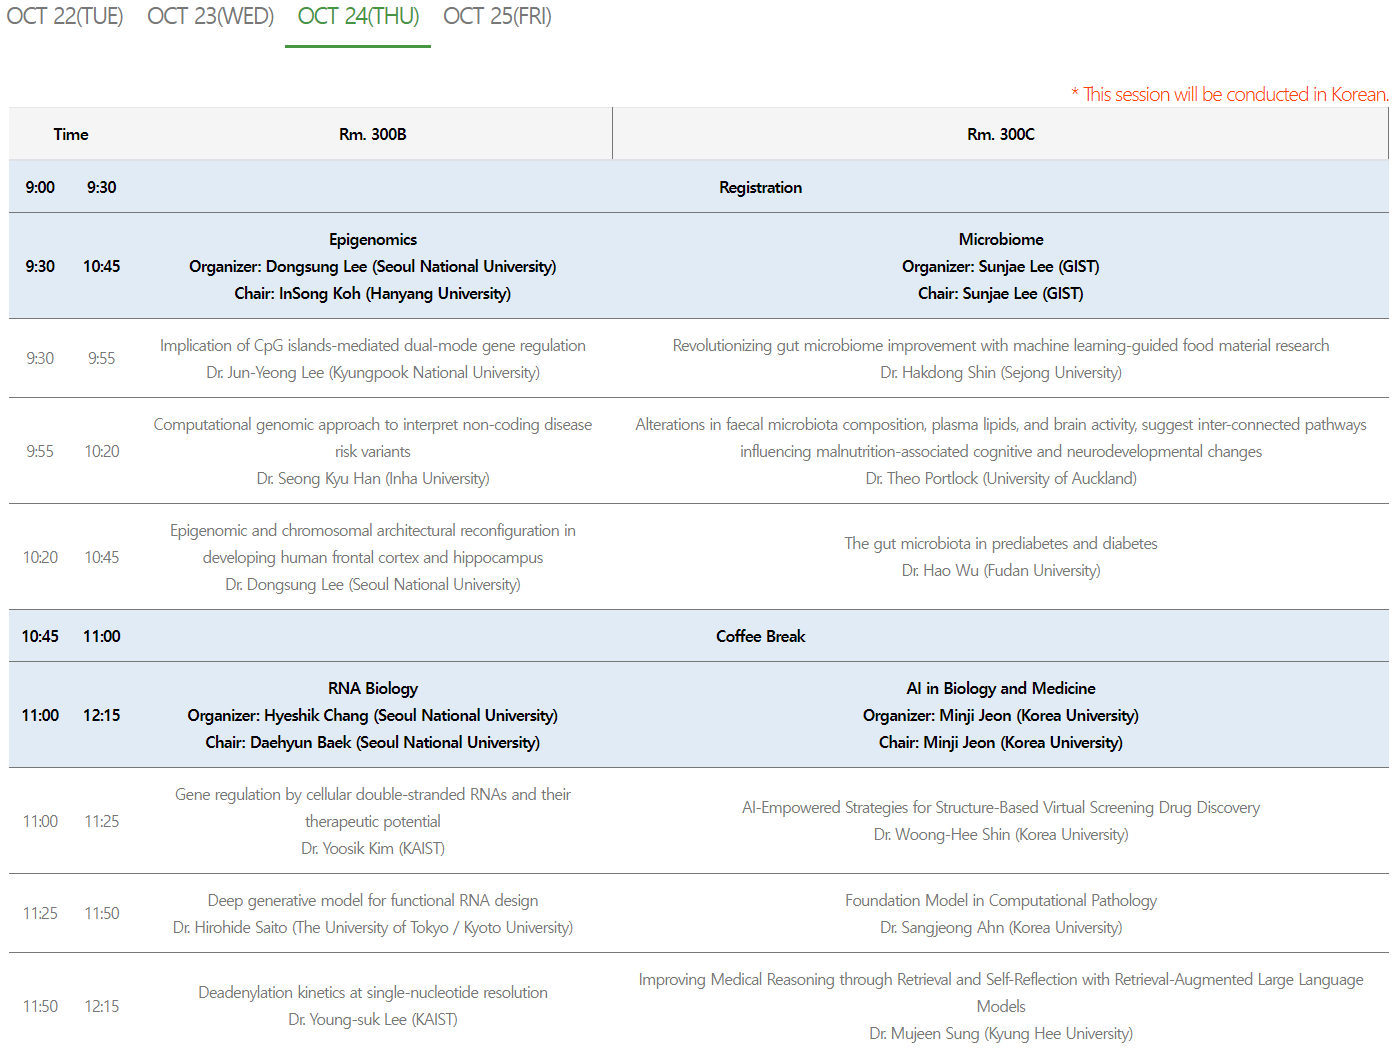 OCT 22(TUE) OCT 23(WED) OCT 24(THU) OCT 25(FRI)
* This session will be conducted in Korean.
Time Rm. 300B Rm. 300C
9:00 9:30 Registration
Epigenomics
Organizer: Dongsung Lee (Seoul National University)
Chair: InSong Koh (Hanyang University)
9:30 10:45
Microbiome
Organizer: Sunjae Lee (GIST)
Chair: Sunjae Lee (GIST)
9:30 9:55
Implication of CpG islands-mediated dual-mode gene regulation
Dr. Jun-Yeong Lee (Kyungpook National University)
Revolutionizing gut microbiome improvement with machine learning-guided food material research
Dr. Hakdong Shin (Sejong University)
9:55 10:20
Computational genomic approach to interpret non-coding disease
risk variants
Dr. Seong Kyu Han (Inha University)
Alterations in faecal microbiota composition, plasma lipids, and brain activity, suggest inter-connected pathways
influencing malnutrition-associated cognitive and neurodevelopmental changes
Dr. Theo Portlock (University of Auckland)
10:20 10:45
Epigenomic and chromosomal architectural reconfiguration in
developing human frontal cortex and hippocampus
Dr. Dongsung Lee (Seoul National University)
The gut microbiota in prediabetes and diabetes
Dr. Hao Wu (Fudan University)
10:45 11:00 Coffee Break
11:00 12:15
RNA Biology
Organizer: Hyeshik Chang (Seoul National University)
Chair: Daehyun Baek (Seoul National University)
AI in Biology and Medicine
Organizer: Minji Jeon (Korea University)
Chair: Minji Jeon (Korea University)
11:00 11:25
Gene regulation by cellular double-stranded RNAs and their
therapeutic potential
Dr. Yoosik Kim (KAIST)
AI-Empowered Strategies for Structure-Based Virtual Screening Drug Discovery
Dr. Woong-Hee Shin (Korea University)
11:25 11:50
Deep generative model for functional RNA design
Dr. Hirohide Saito (The University of Tokyo / Kyoto University)
Foundation Model in Computational Pathology
Dr. Sangjeong Ahn (Korea University)
11:50 12:15
Deadenylation kinetics at single-nucleotide resolution
Dr. Young-suk Lee (KAIST)
Improving Medical Reasoning through Retrieval and Self-Reflection with Retrieval-Augmented Large Language
Models
Dr. Mujeen Sung (Kyung Hee University)